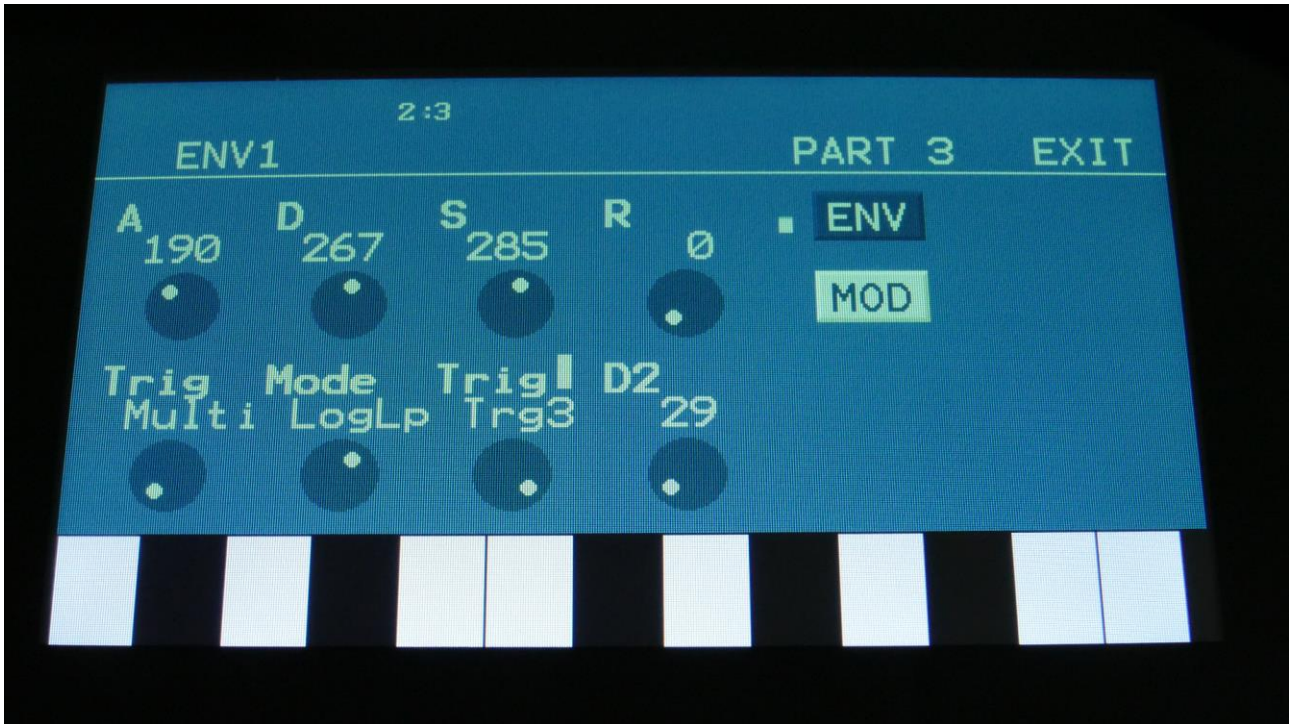 2:3
ENV1 PART 3 EXIT
A D S R ENV
190 267 285 0
MOD
Trig Mode Trig D2
Multi LogLp Trg3 29